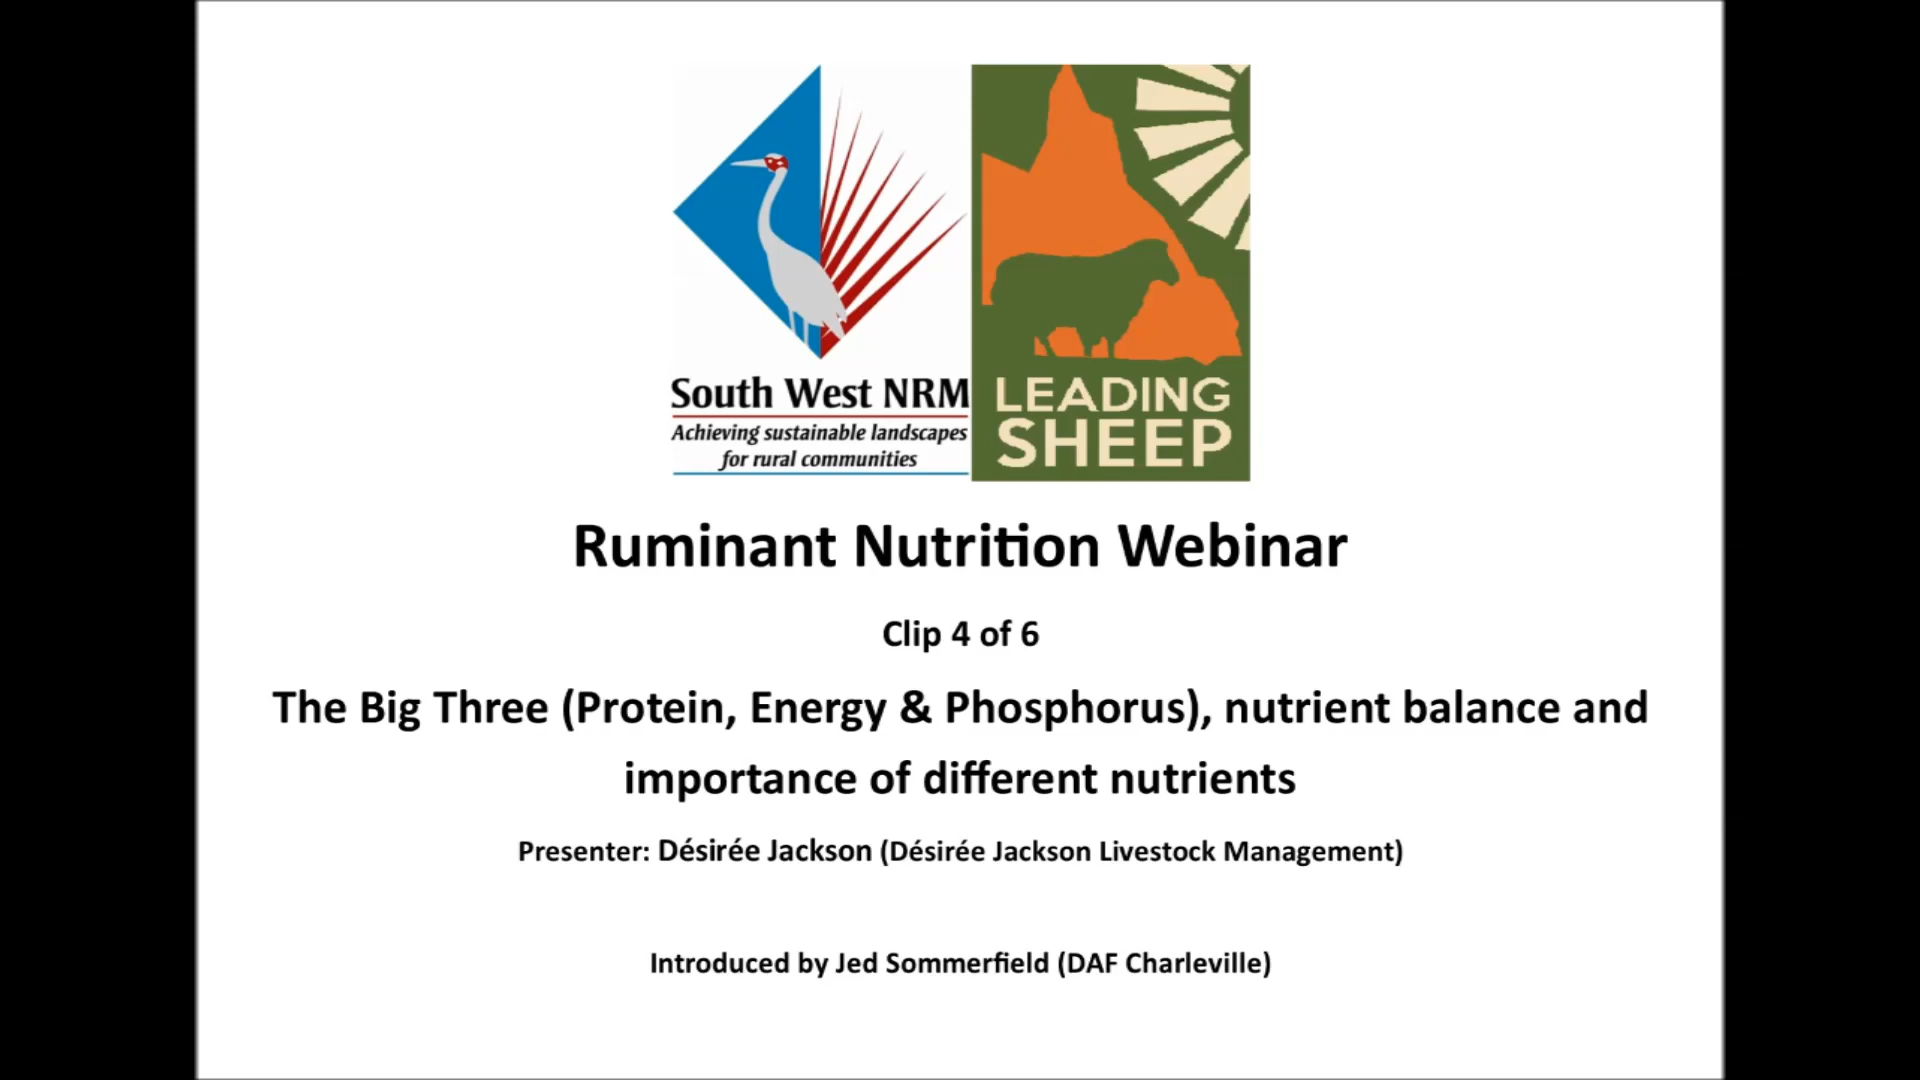 South West NRM
Achieving sustainable landscapes
for rural communities
LEADING
SHEEP
Ruminant Nutrition Webinar
Clip 4 of 6
The Big Three (Protein, Energy & Phosphorus), nutrient balance and
importance of different nutrients
Presenter: Désirée Jackson (Désirée Jackson Livestock Management)
Introduced by Jed Sommerfield (DAF Charleville)